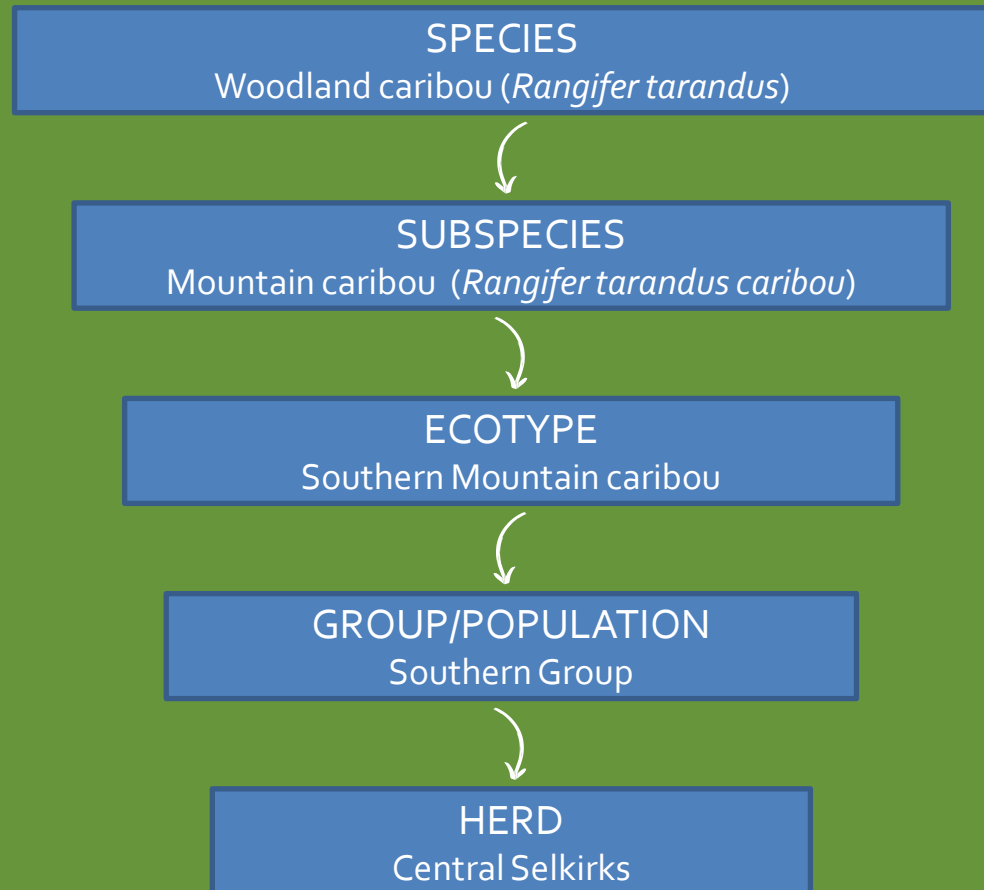 SPECIES
Woodland caribou (Rangifer tarandus)
SUBSPECIES
Mountain caribou (Rangifer tarandus caribou)
ECOTYPE
Southern Mountain caribou
GROUP/POPULATION
Southern Group
HERD
Central Selkirks